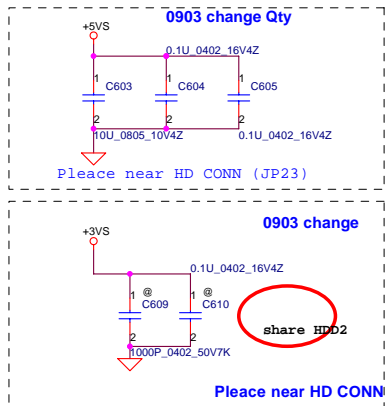 0903 change Qty
+5VS
0.1U_0402_16V4Z
1 1 1
C603 C604 C605
2 2 2
10U_0805_10V4Z 0.1U_0402_16V4Z
Pleace near HD CONN (JP23)
0903 change
+3VS
0.1U_0402_16V4Z
@ @
1 1
C609 C610
share HDD2
2 2
1000P_0402_50V7K
Pleace near HD CONN